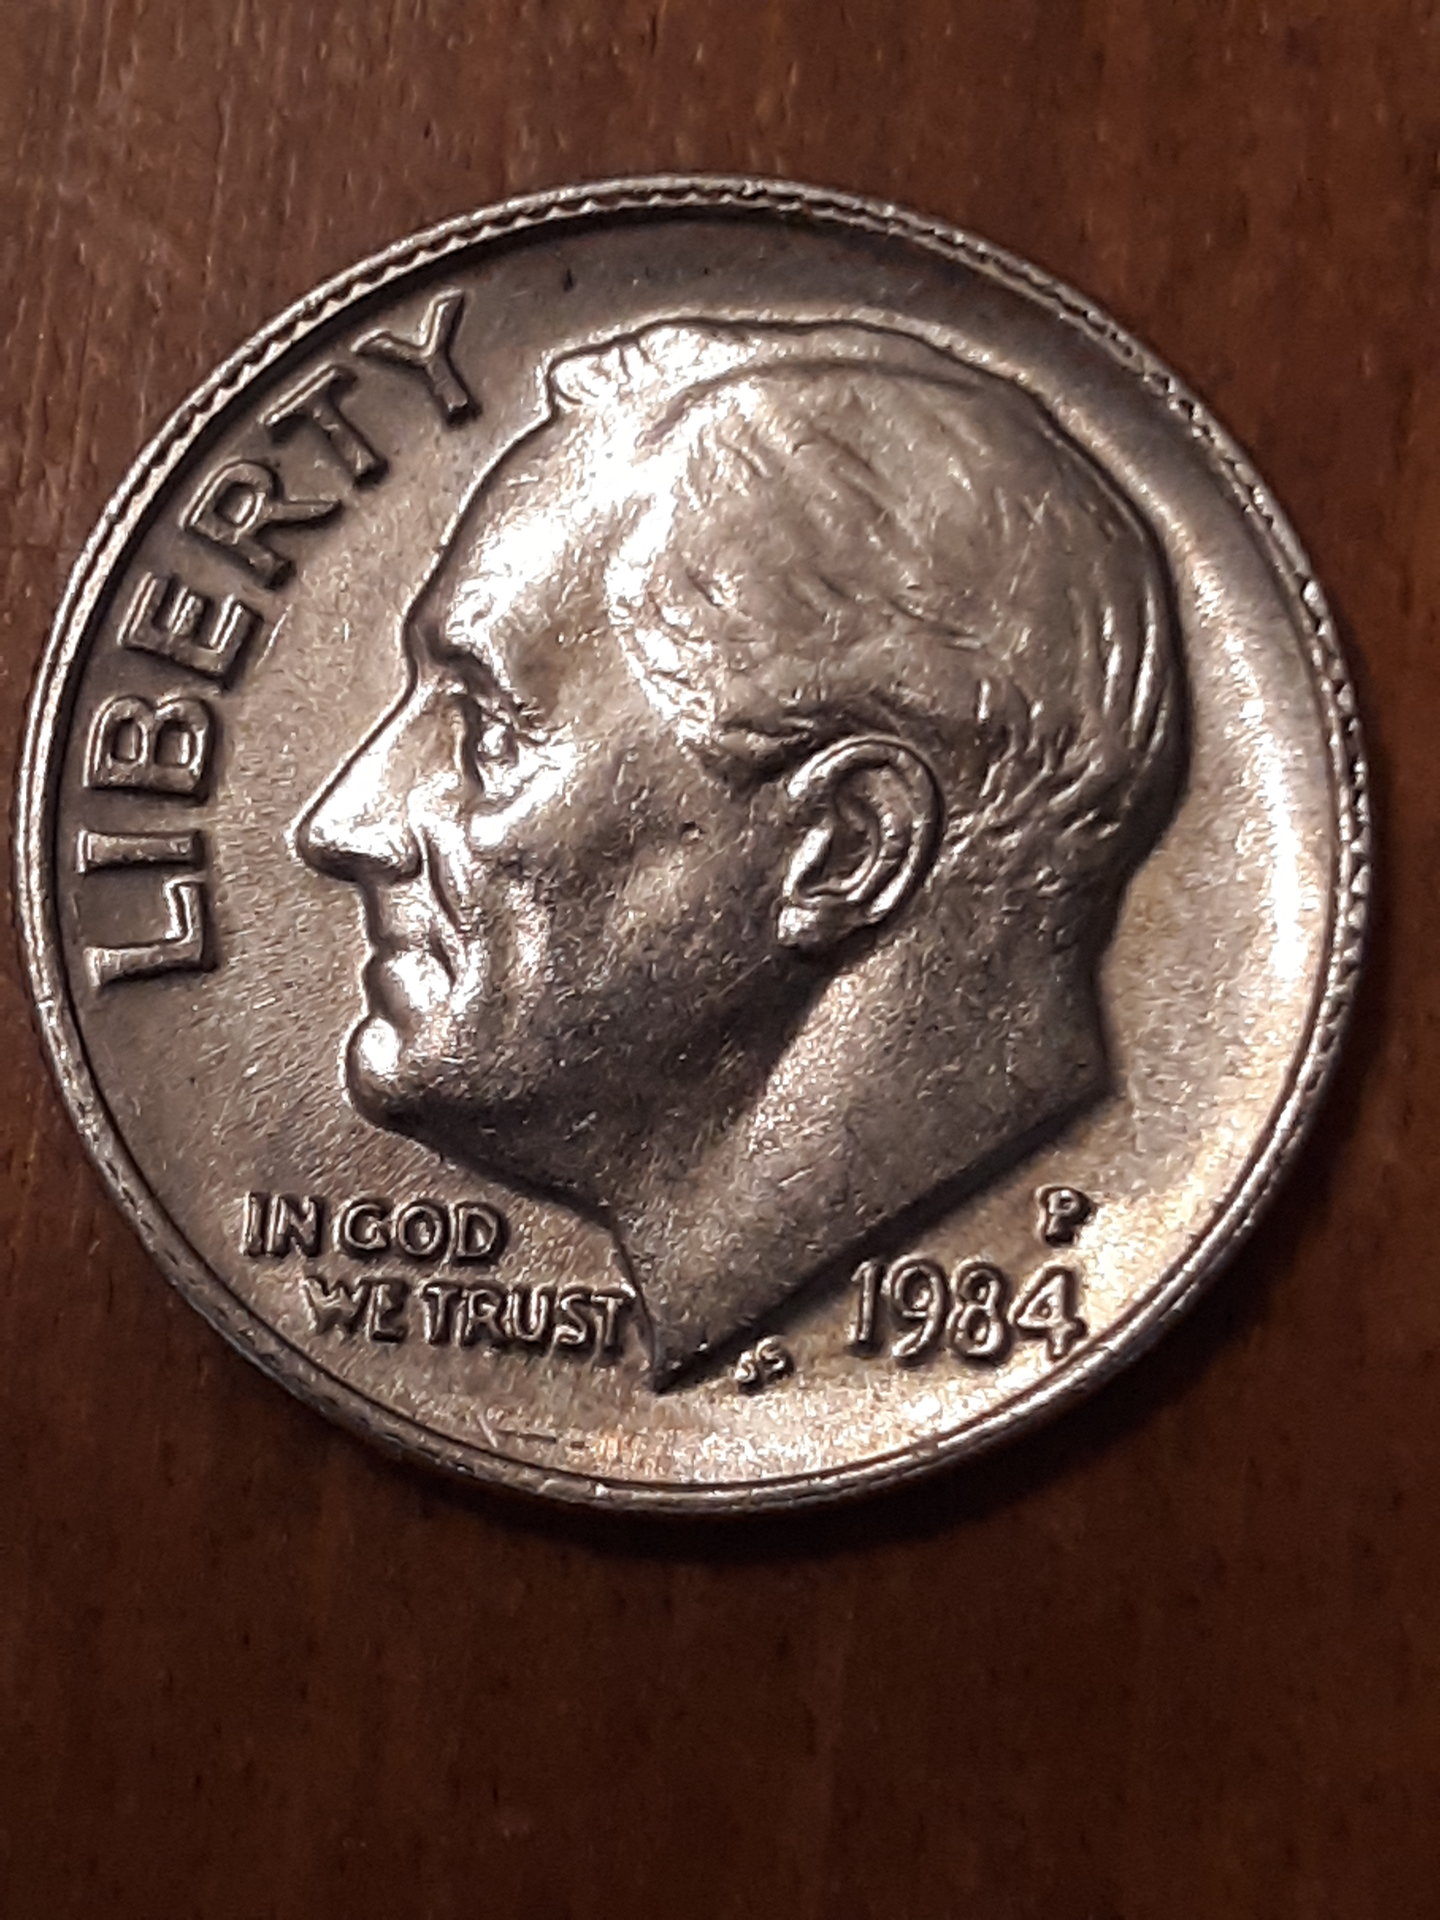 LIBERTY
IN GOD
WE TRUST
JS
P
1984